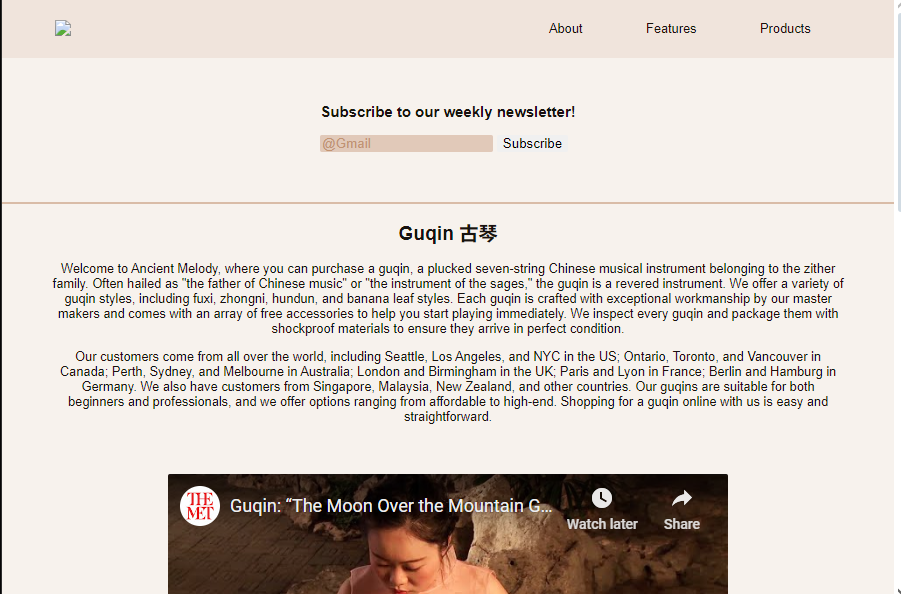 About Features Products
Subscribe to our weekly newsletter!
@Gmail Subscribe
Guqin 古琴
Welcome to Ancient Melody, where you can purchase a guqin, a plucked seven-string Chinese musical instrument belonging to the zither
family. Often hailed as "the father of Chinese music" or "the instrument of the sages," the guqin is a revered instrument. We offer a variety of
guqin styles, including fuxi, zhongni, hundun, and banana leaf styles. Each guqin is crafted with exceptional workmanship by our master
makers and comes with an array of free accessories to help you start playing immediately. We inspect every guqin and package them with
shockproof materials to ensure they arrive in perfect condition.
Our customers come from all over the world, including Seattle, Los Angeles, and NYC in the US; Ontario, Toronto, and Vancouver in
Canada; Perth, Sydney, and Melbourne in Australia; London and Birmingham in the UK; Paris and Lyon in France; Berlin and Hamburg in
Germany. We also have customers from Singapore, Malaysia, New Zealand, and other countries. Our guqins are suitable for both
beginners and professionals, and we offer options ranging from affordable to high-end. Shopping for a guqin online with us is easy and
straightforward.
THE
MET
Guqin: “The Moon Over the Mountain G...
Watch later Share